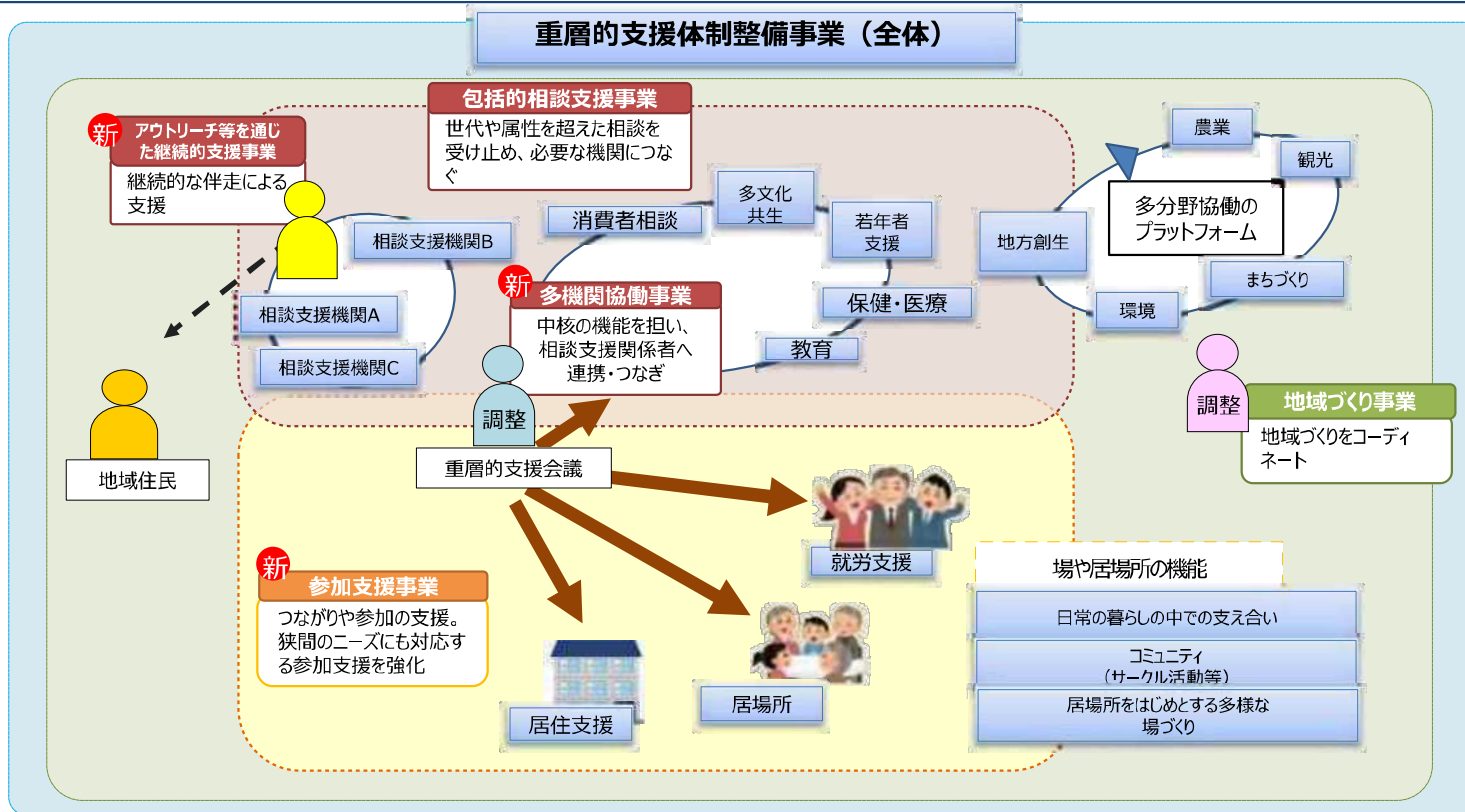 重層的支援体制整備事業（全体）
包括的相談支援事業
世代や属性を超えた相談を
受け止め、必要な機関につな
ぐ
新
アウトリーチ等を通じ
た継続的支援事業
継続的な伴走による
支援
相談支援機関B
相談支援機関A
相談支援機関C
消費者相談
多文化
共生
若年者
支援
保健・医療
教育
新
多機関協働事業
中核の機能を担い、
相談支援関係者へ
連携・つなぎ
農業
観光
多分野協働の
プラットフォーム
地方創生
まちづくり
環境
調整
地域づくり事業
地域づくりをコーディ
ネート
地域住民
調整
重層的支援会議
新
参加支援事業
つながりや参加の支援。
狭間のニーズにも対応す
る参加支援を強化
就労支援
居場所
居住支援
場や居場所の機能
日常の暮らしの中での支え合い
コミュニティ
（サークル活動等）
居場所をはじめとする多様な
場づくり